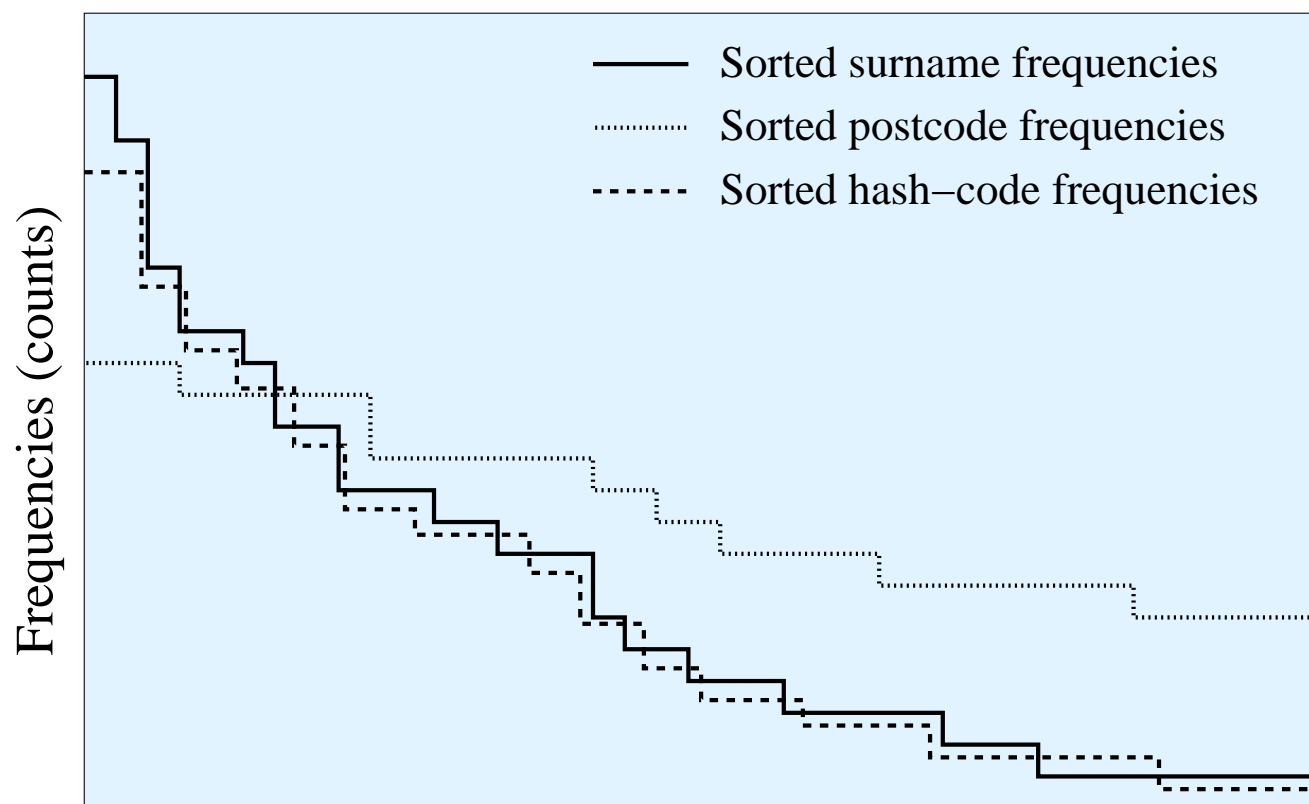 Frequencies (counts)
Sorted surname frequencies
Sorted postcode frequencies
Sorted hash−code frequencies